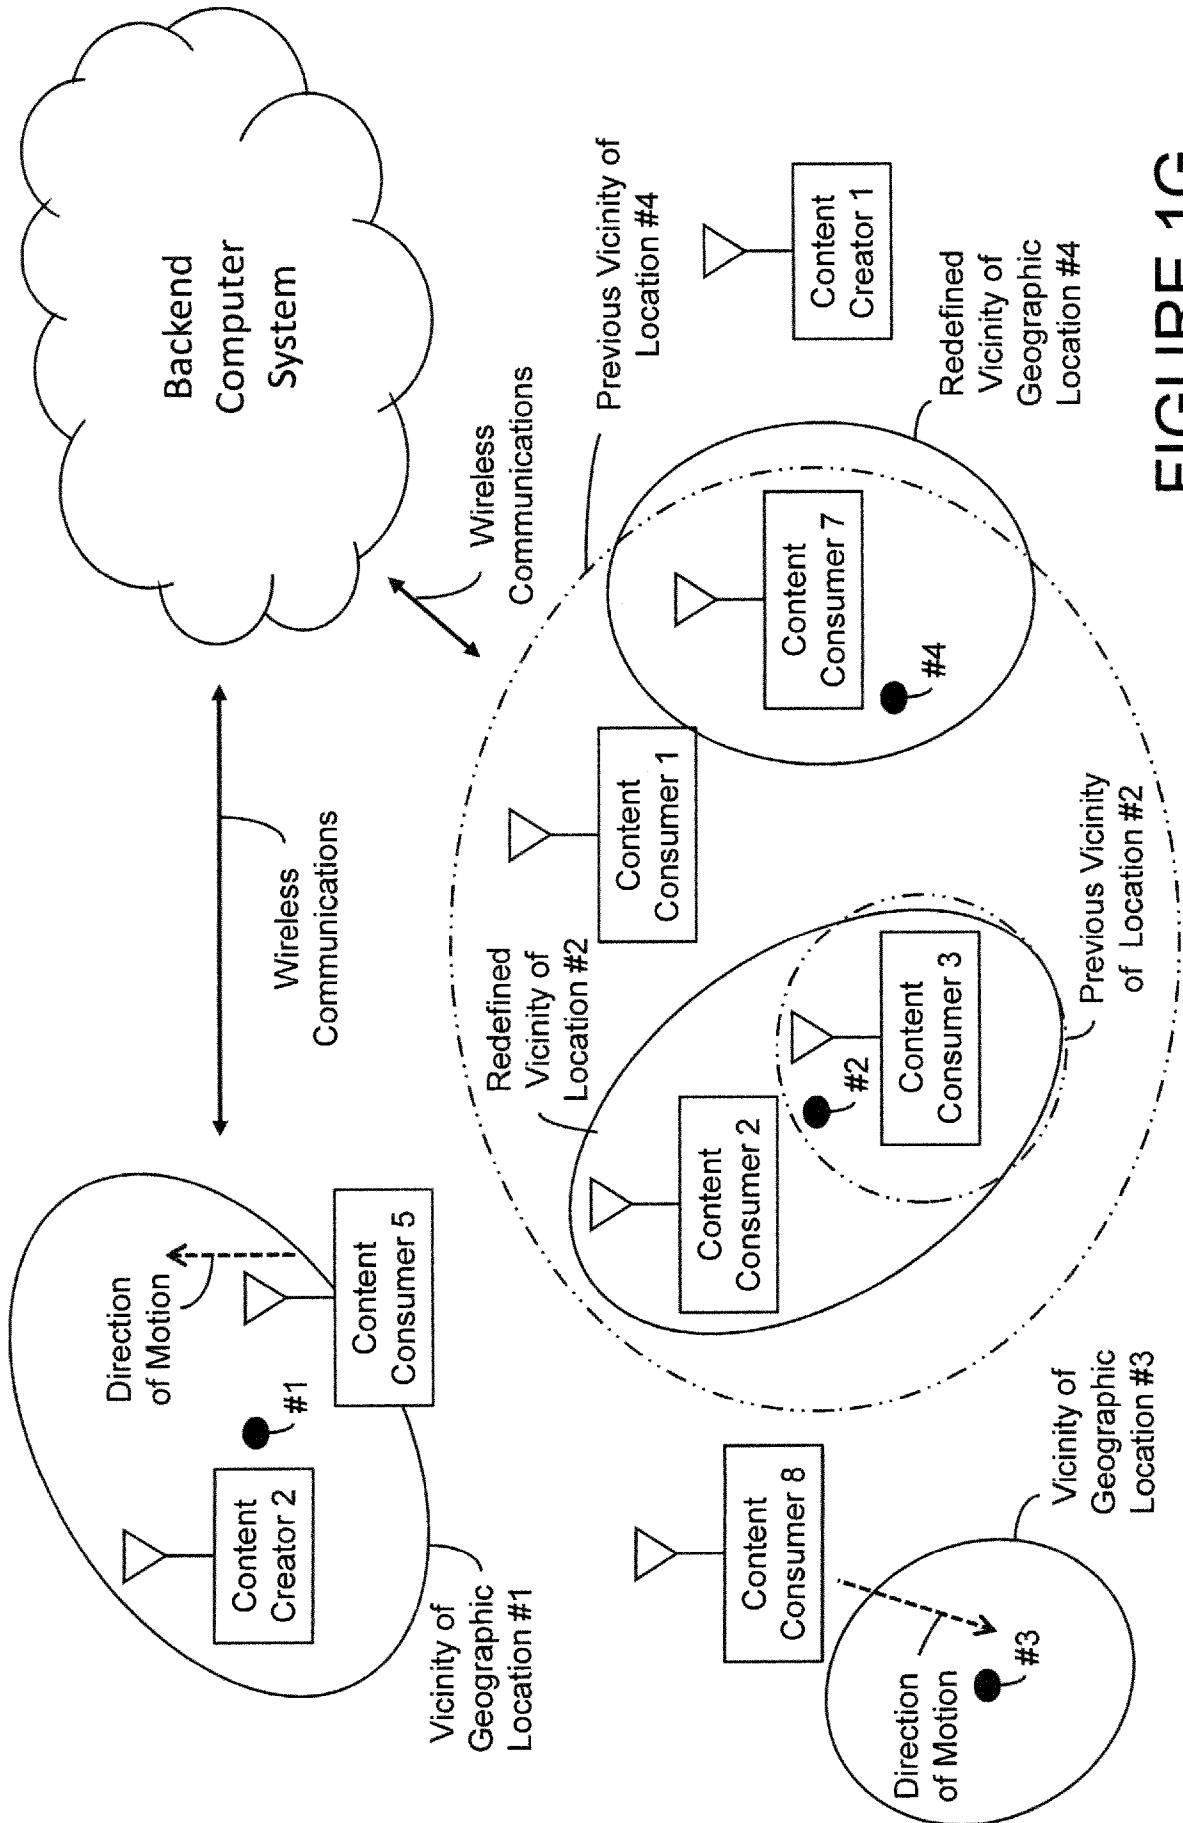 Direction
of Motion
Content
Creator 2
#1
Content
Consumer 5
Vicinity of
Geographic
Location #1
Wireless
Communications
Backend
Computer
System
Wireless
Communications
Redefined
Vicinity of
Location #2
Previous Vicinity of
Location #4
Content
Consumer 1
Content
Consumer 2
Content
Consumer 8
Content
Consumer 7
Content
Creator 1
#2
Content
Consumer 3
#4
Direction
of Motion
#3
Redefined
Vicinity of
Geographic
Location #4
Vicinity of
Geographic
Location #3
Previous Vicinity
of Location #2
FIGURE 1G